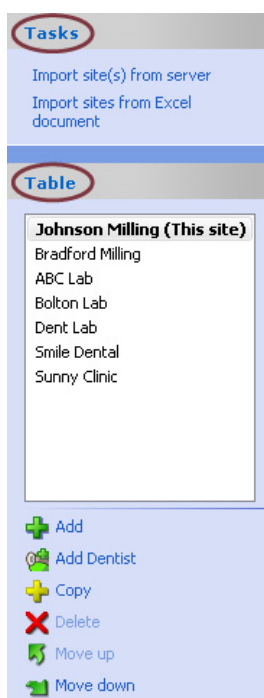 Tasks
Import site(s) from server
Import sites from Excel
document
Table
Johnson Milling (This site)
Bradford Milling
ABC Lab
Bolton Lab
Dent Lab
Smile Dental
Sunny Clinic
Add
Add Dentist
Copy
Delete
Move up
Move down